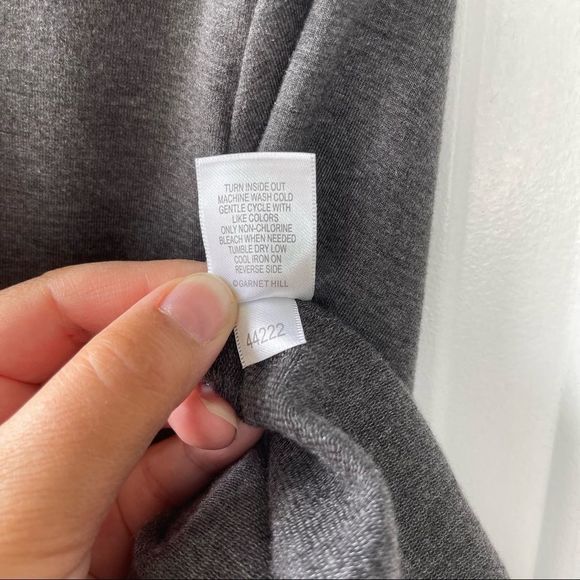 TURN INSIDE OUT
MACHINE WASH COLD
GENTLE CYCLE WITH
LIKE COLORS
ONLY NON-CHLORINE
BLEACH WHEN NEEDED
TUMBLE DRY LOW
COOL IRON ON
REVERSE SIDE
©GARNET HILL
44222